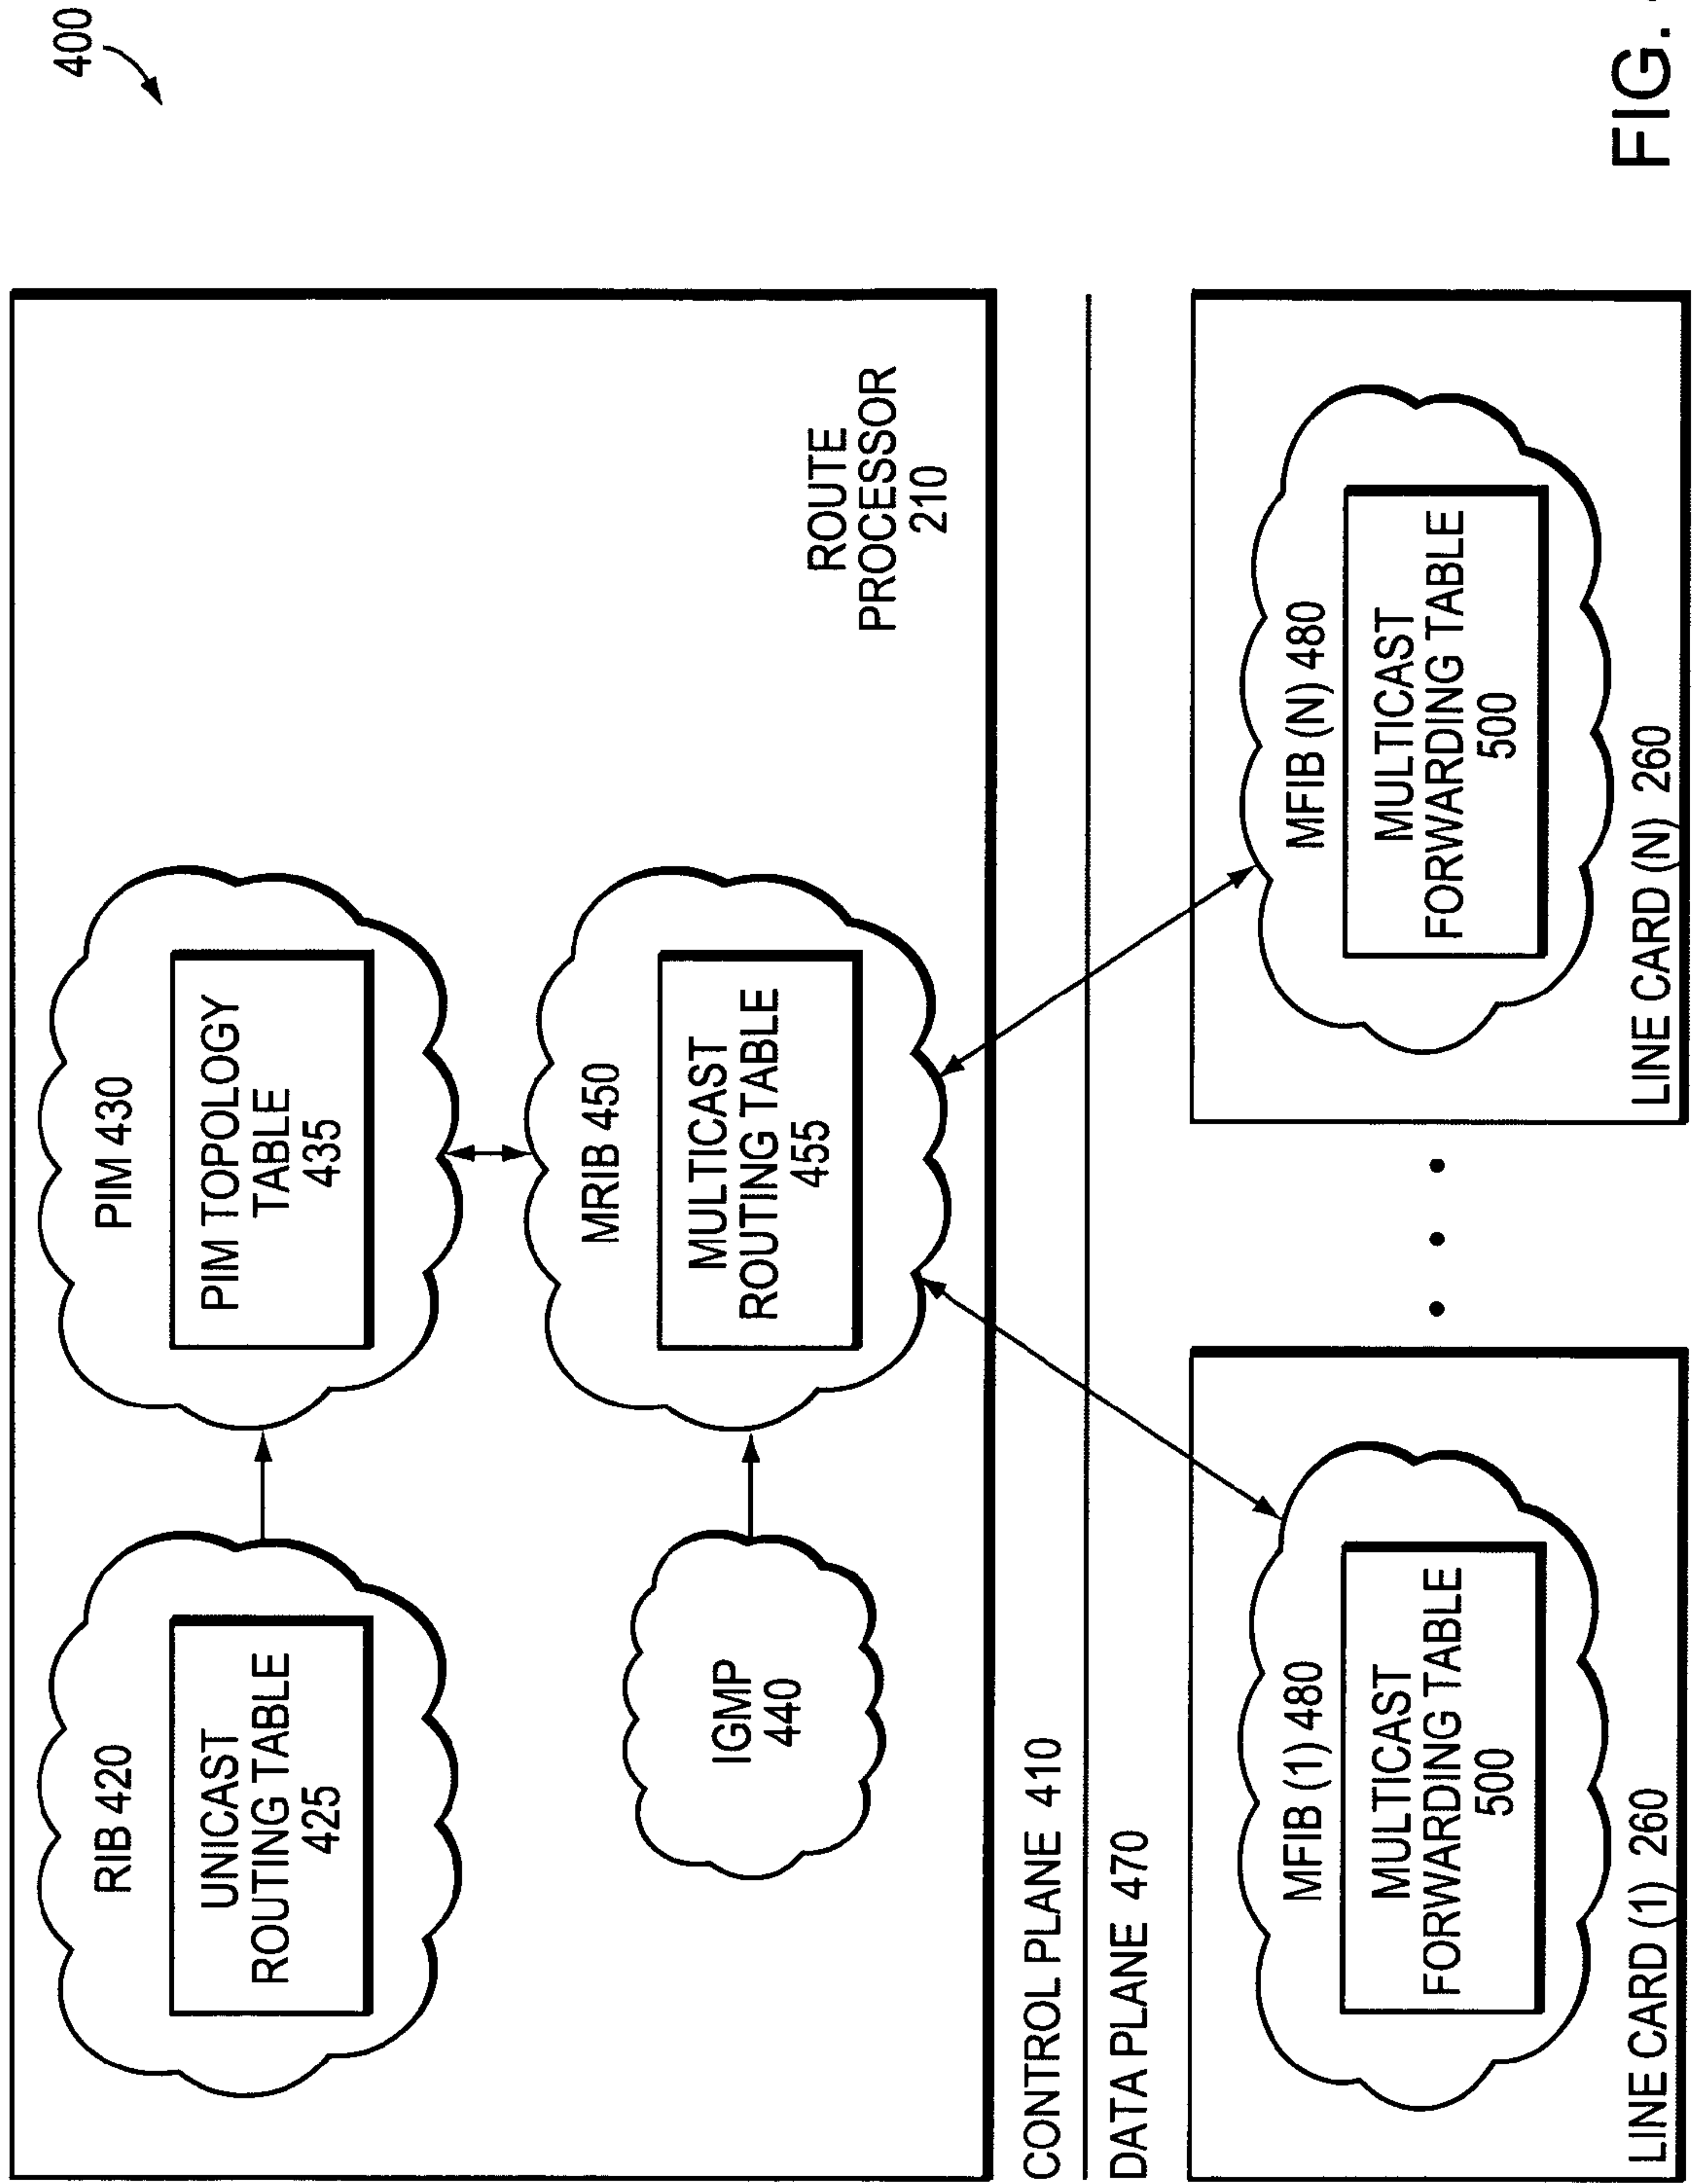 400
RIB 420
UNICAST
ROUTING TABLE
425
PIM 430
PIM TOPOLOGY
TABLE
435
IGMP
440
MRIB 450
MULTICAST
ROUTING TABLE
455
ROUTE
PROCESSOR
210
CONTROL PLANE 410
DATA PLANE 470
MFIB (1) 480
MULTICAST
FORWARDING TABLE
500
LINE CARD (1) 260
MFIB (N) 480
MULTICAST
FORWARDING TABLE
500
LINE CARD (N) 260
FIG.